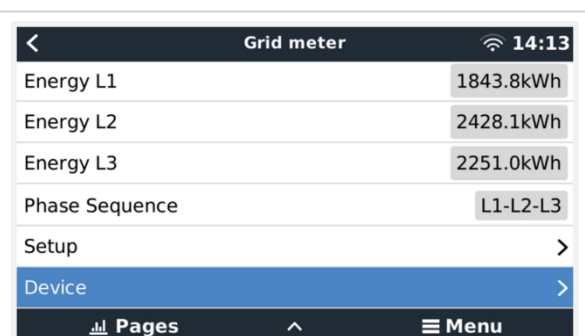 Grid meter 14:13
Energy L1 1843.8kWh
Energy L2 2428.1kWh
Energy L3 2251.0kWh
Phase Sequence L1-L2-L3
Setup
Device
Pages Menu